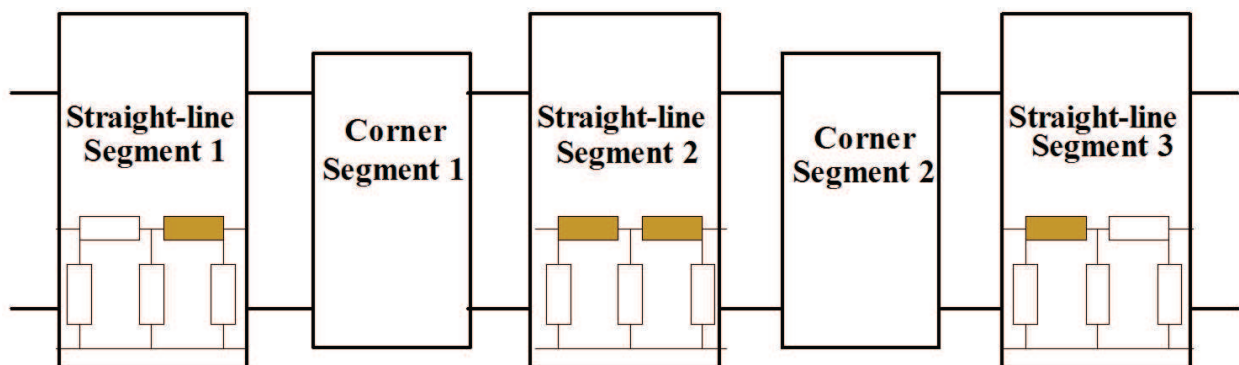 Straight-line
Segment 1
Corner
Segment 1
Straight-line
Segment 2
Corner
Segment 2
Straight-line
Segment 3